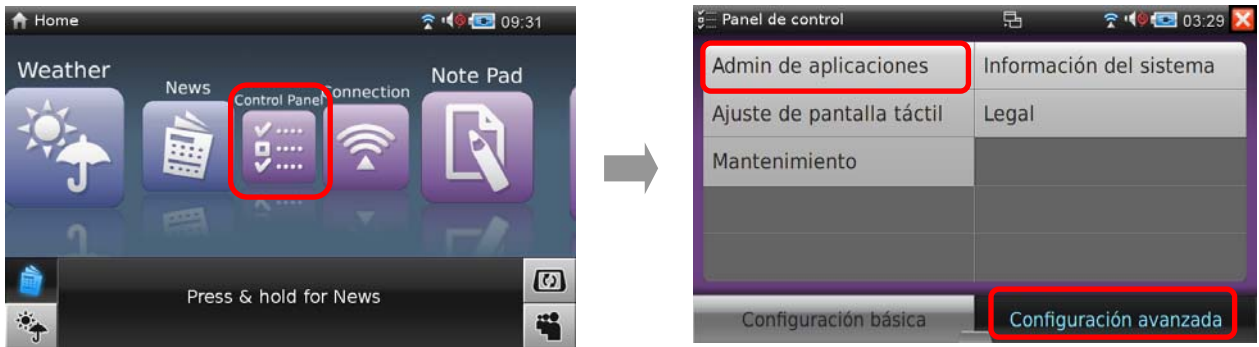 Home
09:31
Weather
News
Control Panel
Connection
Note Pad
Press & hold for News
Panel de control
03:29
Admin de aplicaciones
Información del sistema
Ajuste de pantalla táctil
Legal
Mantenimiento
Configuración básica
Configuración avanzada